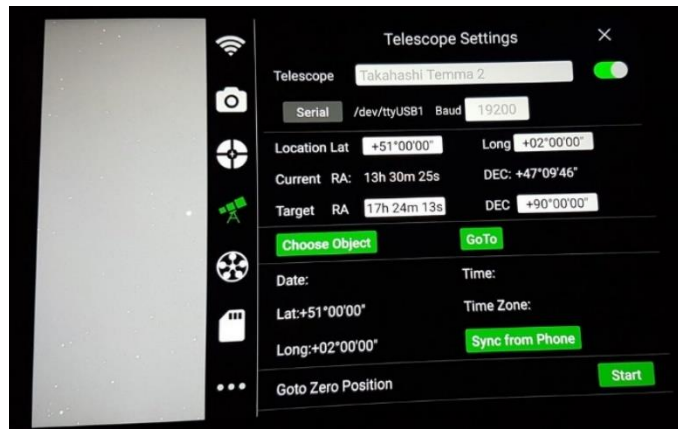 Telescope Settings
Telescope Takahashi Temma 2
Serial /dev/ttyUSB1 Baud 19200
Location Lat +51°00'00" Long +02°00'00"
Current RA: 13h 30m 25s DEC: +47°09'46"
Target RA 17h 24m 13s DEC +90°00'00"
Choose Object GoTo
Date: Time:
Lat:+51°00'00" Time Zone:
Long:+02°00'00" Sync from Phone
Goto Zero Position Start